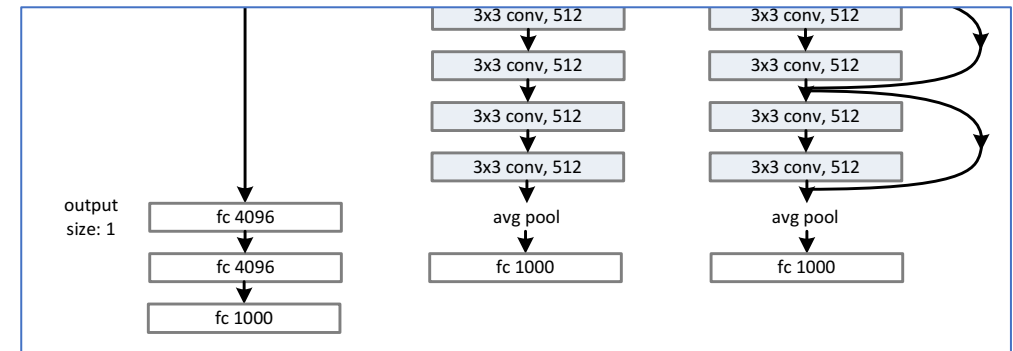 3x3 conv, 512
3x3 conv, 512
3x3 conv, 512
3x3 conv, 512
3x3 conv, 512
3x3 conv, 512
3x3 conv, 512
3x3 conv, 512
output
size: 1
fc 4096
avg pool
avg pool
fc 4096
fc 1000
fc 1000
fc 1000